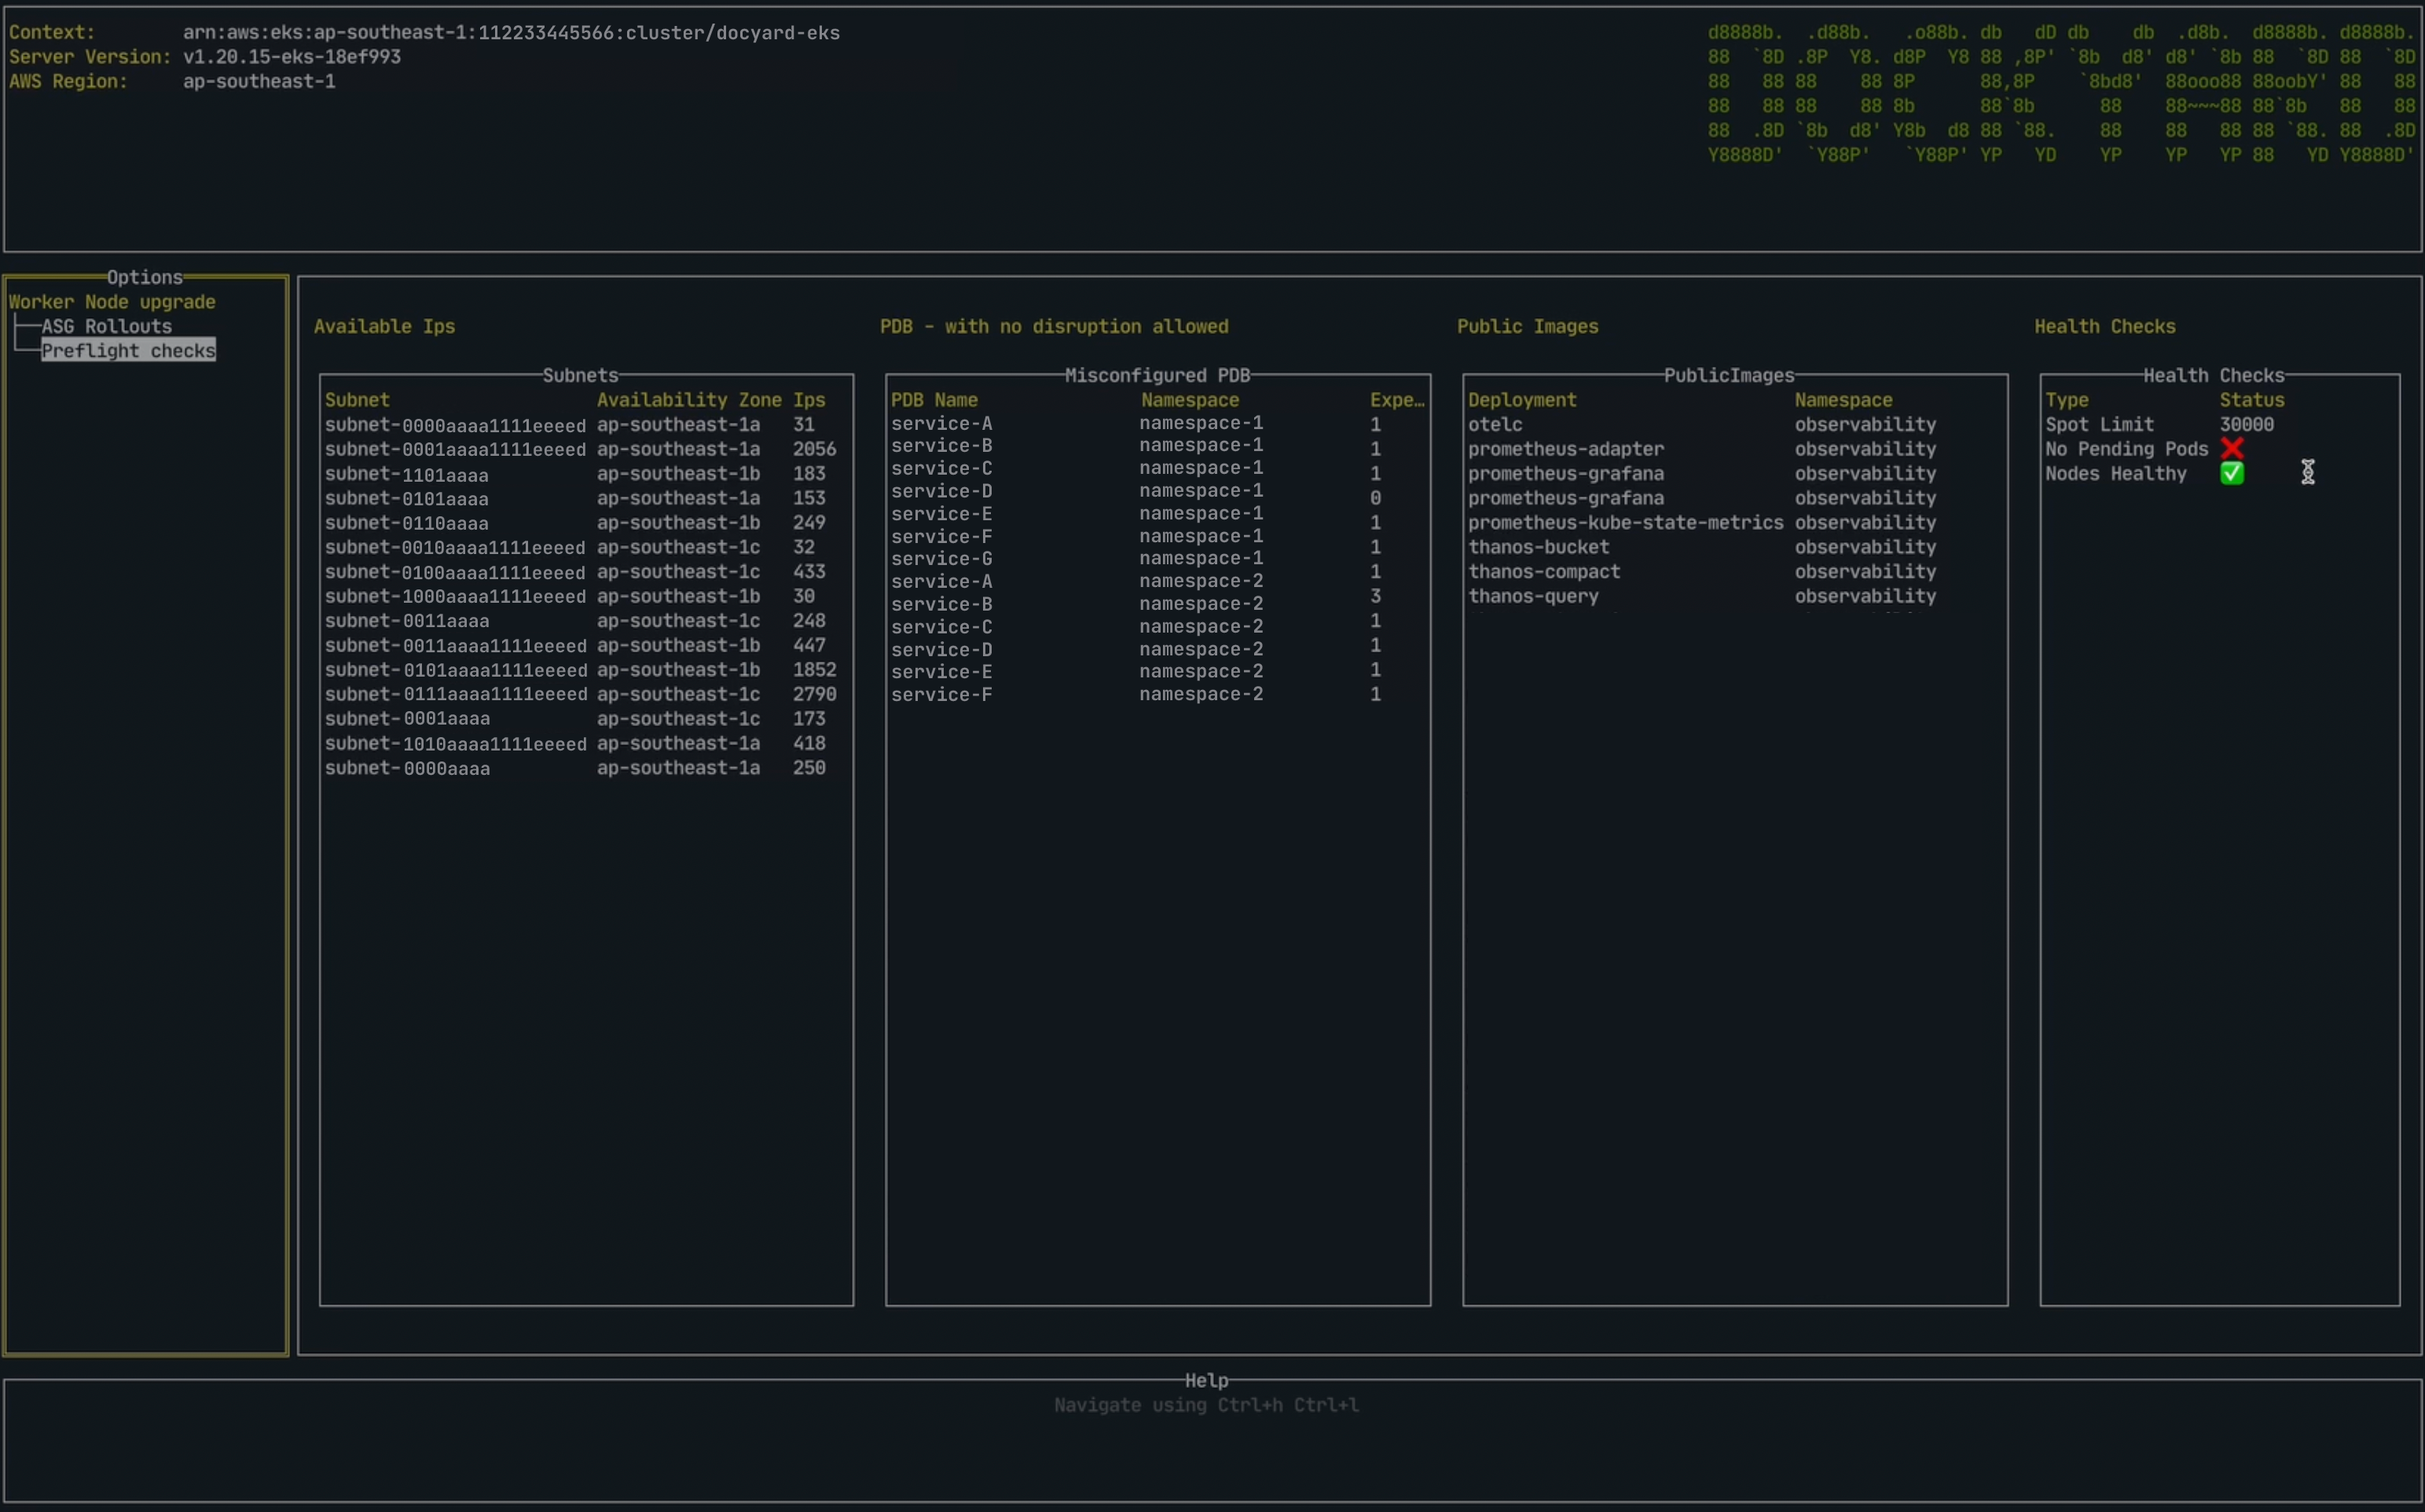 Context: arn:aws:eks:ap-southeast-1:112233445566:cluster/docyard-eks
Server Version: v1.20.15-eks-18ef993
AWS Region: ap-southeast-1
d8888b.  .d88b.   .o88b. db   dD db    db  .d8b.  d8888b. d8888b.
88  `8D .8P  Y8. d8P  Y8 88 ,8P' `8b  d8' d8' `8b 88  `8D 88  `8D
88   88 88    88 8P      88,8P    `8bd8'  88ooo88 88oobY' 88   88
88   88 88    88 8b      88`8b      88    88~~~88 88`8b   88   88
88  .8D `8b  d8' Y8b  d8 88 `88.    88    88   88 88 `88. 88  .8D
Y8888D'  `Y88P'   `Y88P' YP   YD    YP    YP   YP 88   YD Y8888D'
Options
Worker Node upgrade
ASG Rollouts
Preflight checks
Available Ips
Subnets
Subnet Availability Zone Ips
subnet-0000aaaa1111eeeed ap-southeast-1a 31
subnet-0001aaaa1111eeeed ap-southeast-1a 2056
subnet-1101aaaa ap-southeast-1b 183
subnet-0101aaaa ap-southeast-1a 153
subnet-0110aaaa ap-southeast-1b 249
subnet-0010aaaa1111eeeed ap-southeast-1c 32
subnet-0100aaaa1111eeeed ap-southeast-1c 433
subnet-1000aaaa1111eeeed ap-southeast-1b 30
subnet-0011aaaa ap-southeast-1c 248
subnet-0011aaaa1111eeeed ap-southeast-1b 447
subnet-0101aaaa1111eeeed ap-southeast-1b 1852
subnet-0111aaaa1111eeeed ap-southeast-1c 2790
subnet-0001aaaa ap-southeast-1c 173
subnet-1010aaaa1111eeeed ap-southeast-1a 418
subnet-0000aaaa ap-southeast-1a 250
PDB - with no disruption allowed
Misconfigured PDB
PDB Name Namespace Expe…
service-A namespace-1 1
service-B namespace-1 1
service-C namespace-1 1
service-D namespace-1 0
service-E namespace-1 1
service-F namespace-1 1
service-G namespace-1 1
service-A namespace-2 3
service-B namespace-2 1
service-C namespace-2 1
service-D namespace-2 1
service-E namespace-2 1
service-F namespace-2
Public Images
PublicImages
Deployment Namespace
otelc observability
prometheus-adapter observability
prometheus-grafana observability
prometheus-grafana observability
prometheus-kube-state-metrics observability
thanos-bucket observability
thanos-compact observability
thanos-query observability
Health Checks
Health Checks
Type Status
Spot Limit 30000
No Pending Pods ❌
Nodes Healthy ✅
Help
Navigate using Ctrl+h Ctrl+l